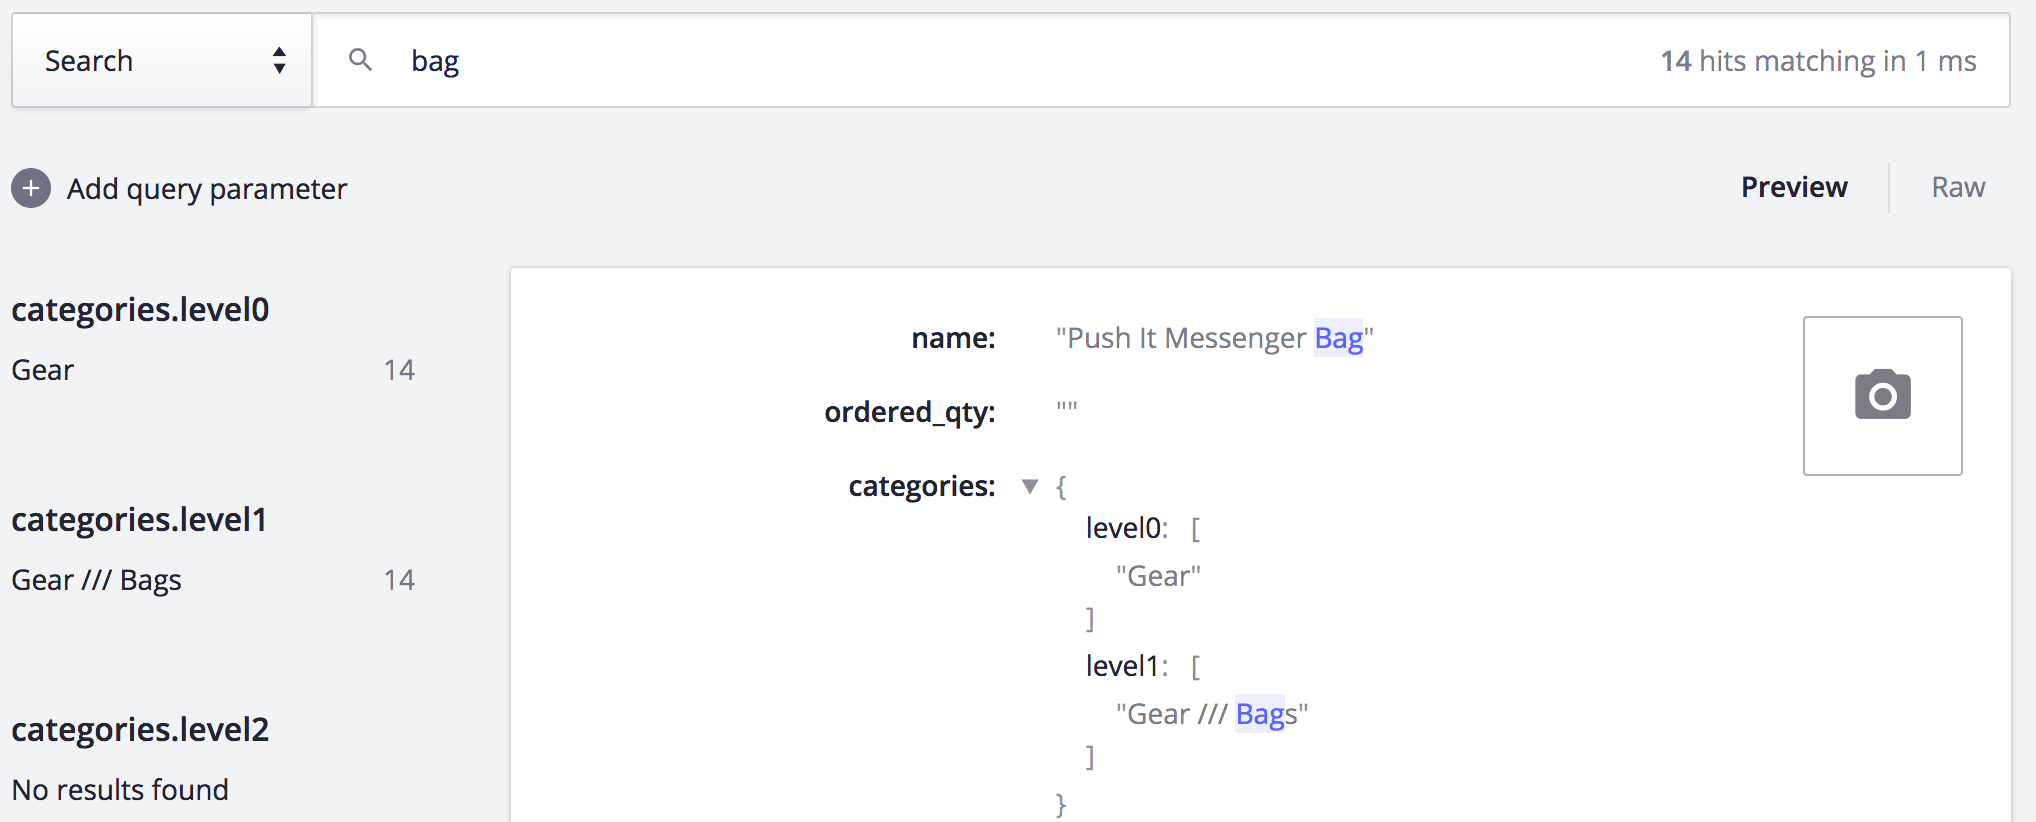 Search
bag
14 hits matching in 1 ms
Add query parameter
Preview
Raw
categories.level0
Gear 14
categories.level1
Gear /// Bags 14
categories.level2
No results found
name: "Push It Messenger Bag"
ordered_qty: ""
categories: {
level0: [
"Gear"
]
level1: [
"Gear /// Bags"
]
}